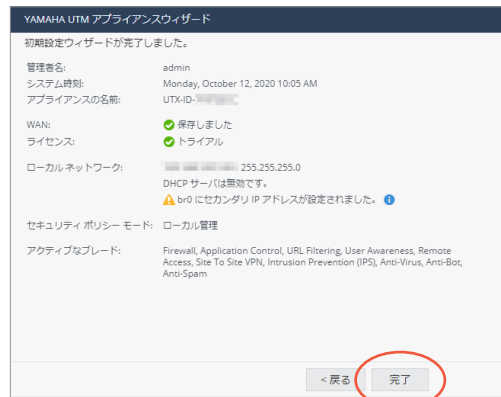 YAMAHA UTM アプライアンスウィザード
初期設定ウィザードが完了しました。
管理者名: admin
システム時刻: Monday, October 12, 2020 10:05 AM
アプライアンスの名前: UTX-ID-
WAN: 保存しました
ライセンス: トライアル
ローカルネットワーク: 255.255.255.0
DHCP サーバは無効です。
br0 にセカンダリ IP アドレスが設定されました。
セキュリティ ポリシー モード: ローカル管理
アクティブなブレード: Firewall, Application Control, URL Filtering, User Awareness, Remote
Access, Site To Site VPN, Intrusion Prevention (IPS), Anti-Virus, Anti-Bot,
Anti-Spam
< 戻る 完了